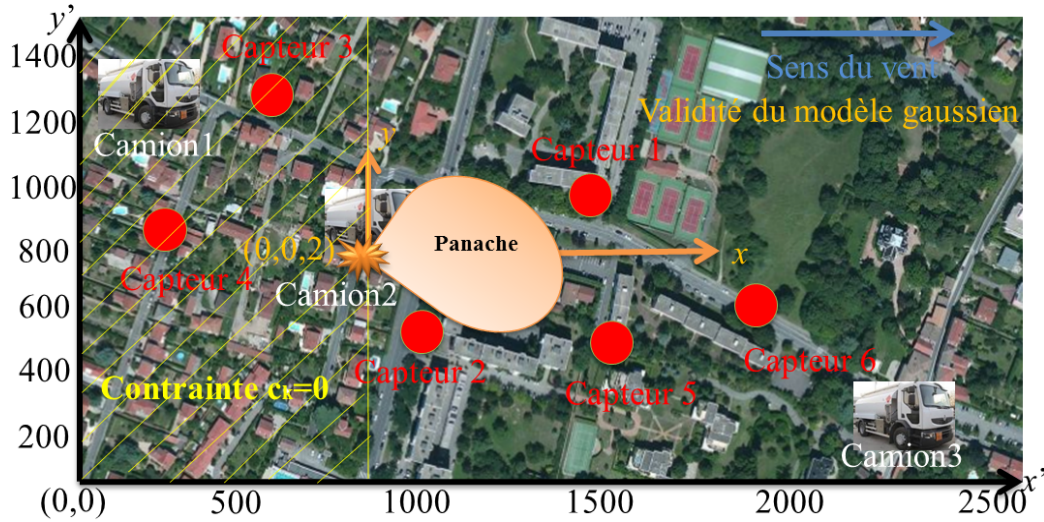 y'
1400
1200
1000
800
600
400
200
(0,0)
500
1000
1500
2000
2500
x'
Capteur 3
Sens du vent
Validité du modèle gaussien
Camion1
y
Capteur 1
Panache
(0,0,2)
x
Capteur 4
Camion2
Capteur 2
Capteur 5
Capteur 6
Contrainte cₖ=0
Camion3